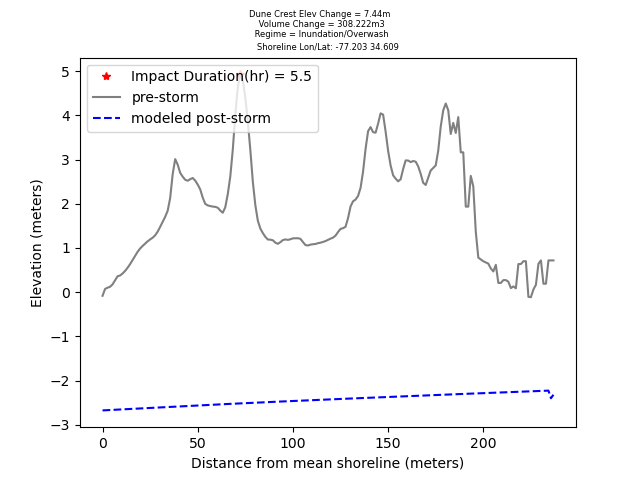 Dune Crest Elev Change = 7.44m
Volume Change = 308.222m3
Regime = Inundation/Overwash
Shoreline Lon/Lat: -77.203 34.609
Impact Duration(hr) = 5.5
pre-storm
modeled post-storm
5
4
3
2
1
0
−1
−2
−3
Elevation (meters)
0 50 100 150 200
Distance from mean shoreline (meters)